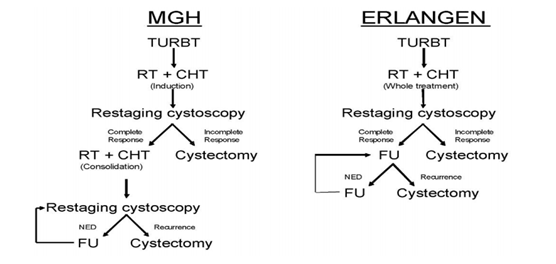 MGH
TURBT
RT + CHT
(Induction)
Restaging cystoscopy
Complete
Response
Incomplete
Response
RT + CHT
(Consolidation)
Cystectomy
Restaging cystoscopy
NED
Recurrence
FU
Cystectomy
ERLANGEN
TURBT
RT + CHT
(Whole treatment)
Restaging cystoscopy
Complete
Response
Incomplete
Response
FU
Cystectomy
NED
Recurrence
FU
Cystectomy